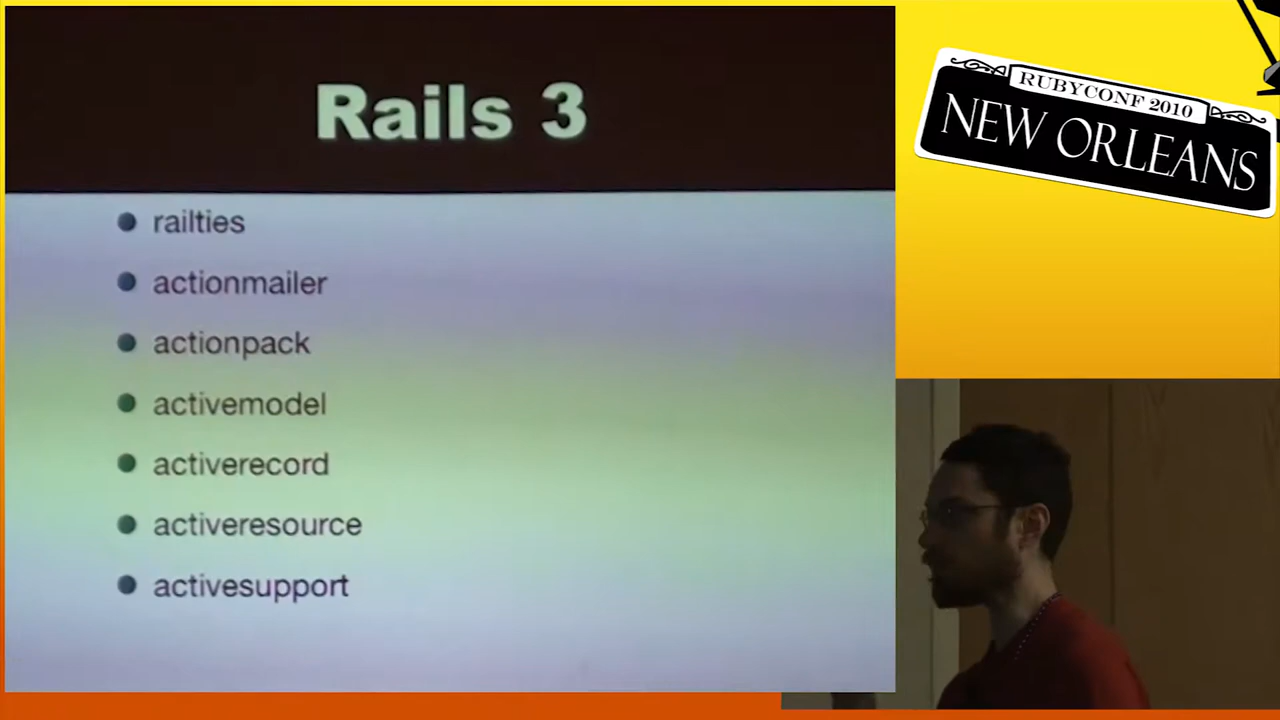 Rails 3
railties
actionmailer
actionpack
activemodel
activerecord
activeresource
activesupport
RUBYCONF 2010
NEW ORLEANS